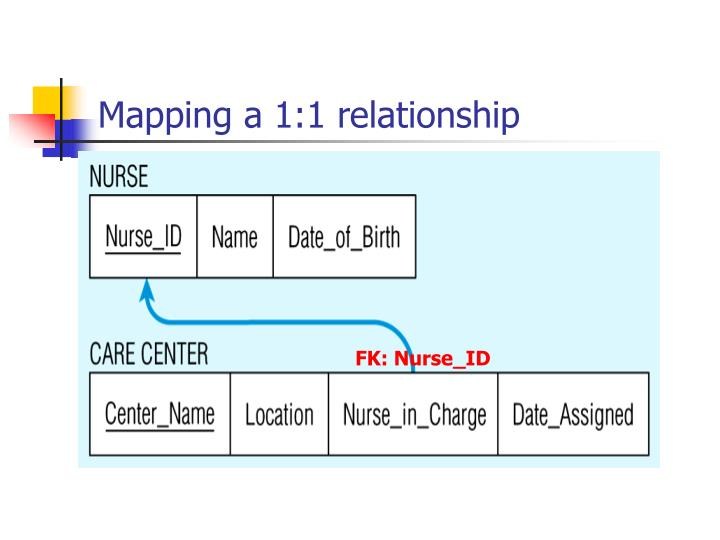 Mapping a 1:1 relationship
NURSE
Nurse_ID Name Date_of_Birth
CARE CENTER FK: Nurse_ID
Center_Name Location Nurse_in_Charge Date_Assigned